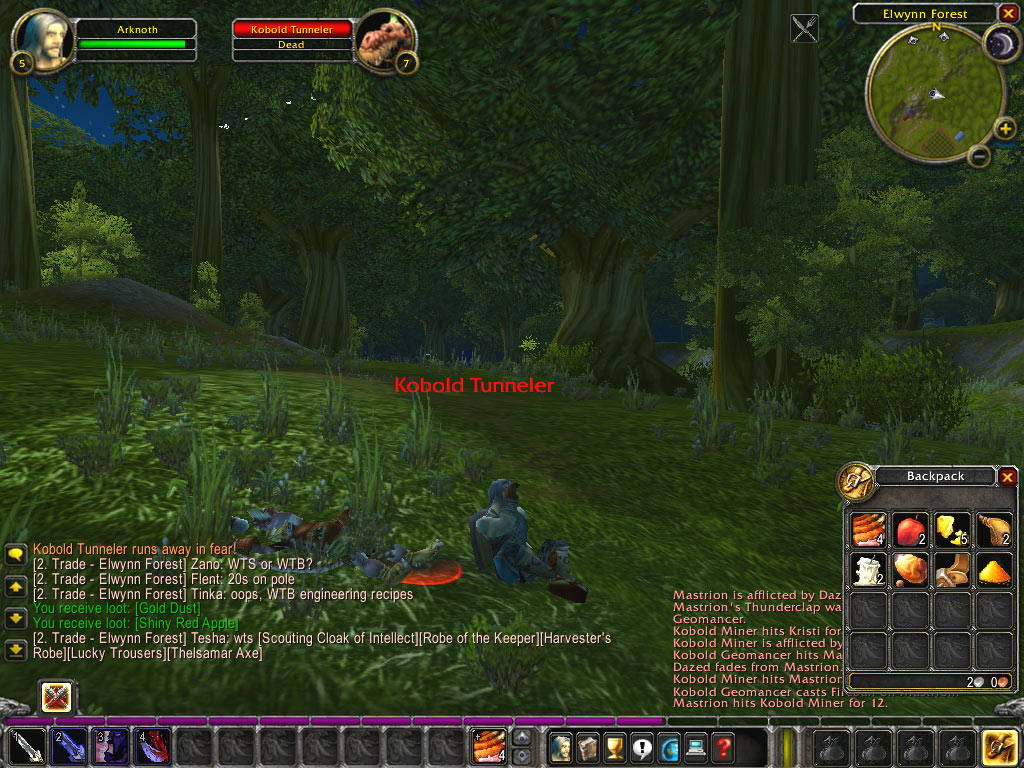 Arknoth
5
Kobold Tunneler
Dead
7
Elwynn Forest
N
Kobold Tunneler
Backpack
4
2
5
2
2
Kobold Tunneler runs away in fear!
[2. Trade - Elwynn Forest] Zano: WTS or WTB?
[2. Trade - Elwynn Forest] Flent: 20s on pole
[2. Trade - Elwynn Forest] Tinka: oops, WTB engineering recipes
You receive loot: [Gold Dust]
You receive loot: [Shiny Red Apple]
[2. Trade - Elwynn Forest] Tesha: wts [Scouting Cloak of Intellect][Robe of the Keeper][Harvester's
Robe][Lucky Trousers][Thelsamar Axe]
Mastrion is afflicted by Daz
Mastrion's Thunderclap wa
Geomancer.
Kobold Miner hits Kristi for
Kobold Miner is afflicted by
Kobold Geomancer hits Ma
Dazed fades from Mastrion.
Kobold Miner hits Mastrion
Kobold Geomancer casts
Mastrion hits Kobold Miner for 12.
2 0
1 2 3 4
4